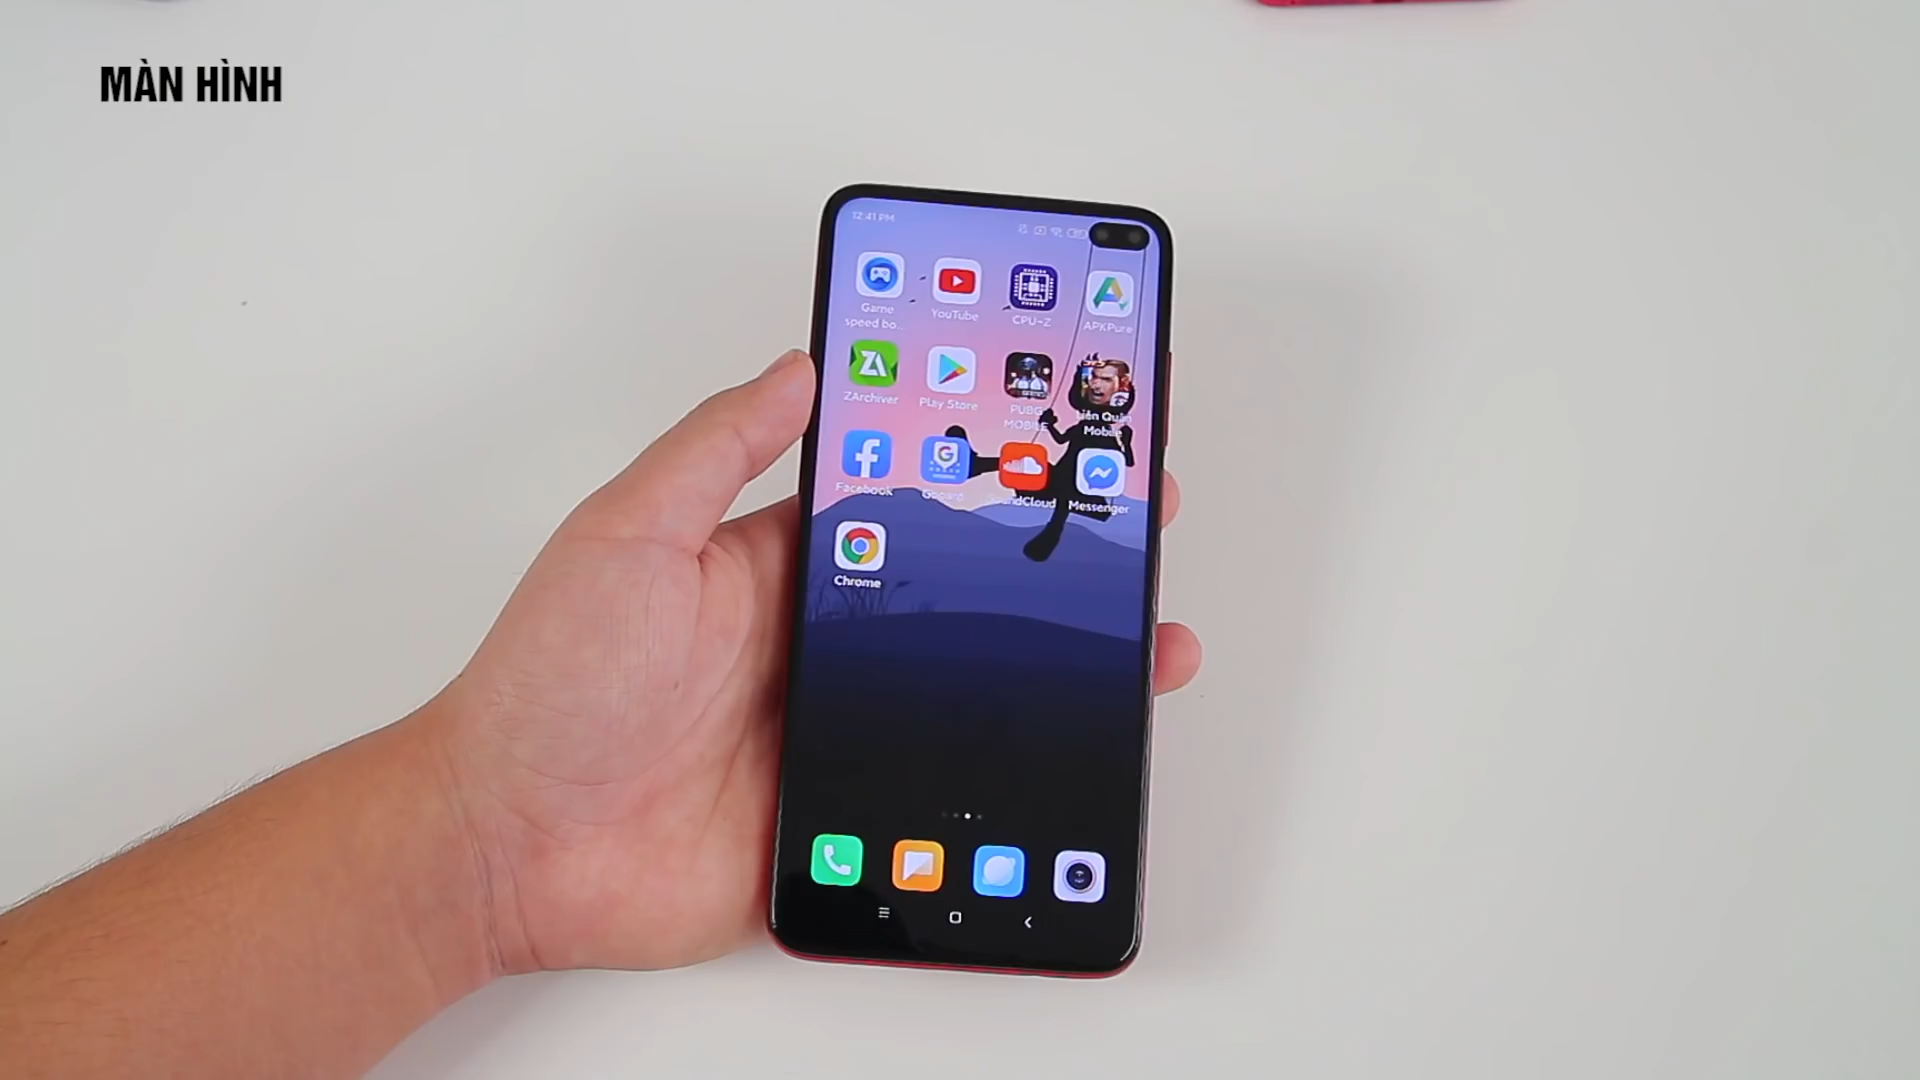 MÀN HÌNH
12:41 PM
Game
speed bo...
YouTube
CPU-Z
APKPure
ZArchiver
Play Store
PUBG
MOBILE
Liên Quân
Mobile
Facebook
Gboard
SoundCloud
Messenger
Chrome